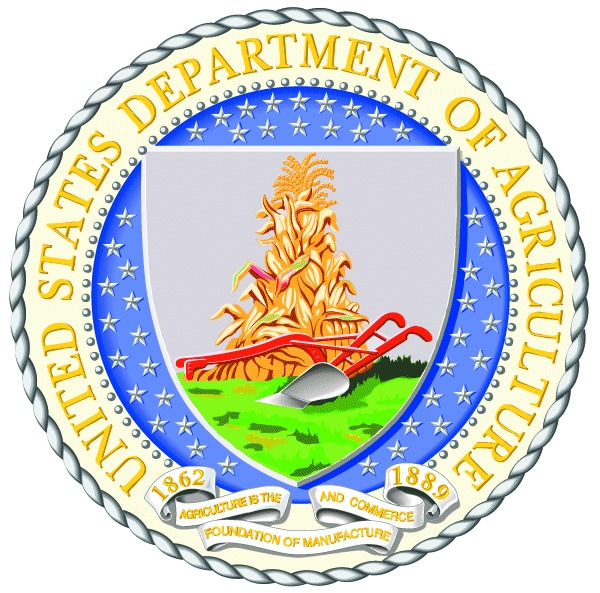 UNITED STATES DEPARTMENT OF AGRICULTURE
1862
1889
AGRICULTURE IS THE
FOUNDATION OF MANUFACTURE
AND COMMERCE